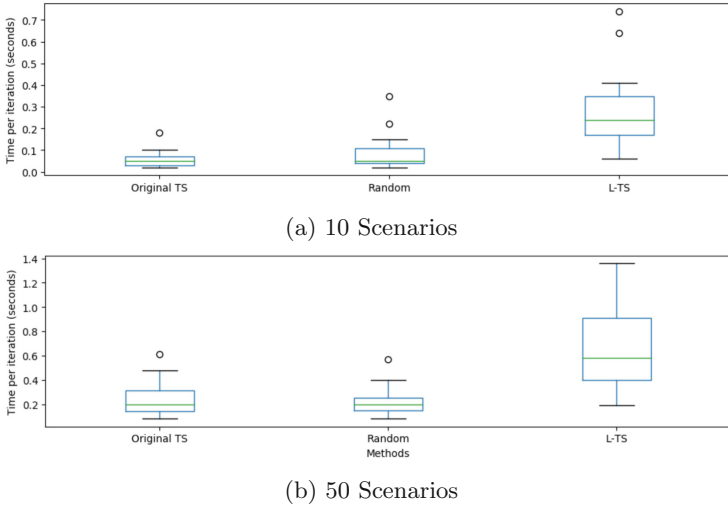 Time per iteration (seconds)
0.7
0.6
0.5
0.4
0.3
0.2
0.1
0.0
Original TS
Random
L-TS
(a) 10 Scenarios
Time per iteration (seconds)
1.4
1.2
1.0
0.8
0.6
0.4
0.2
Original TS
Random
L-TS
Methods
(b) 50 Scenarios